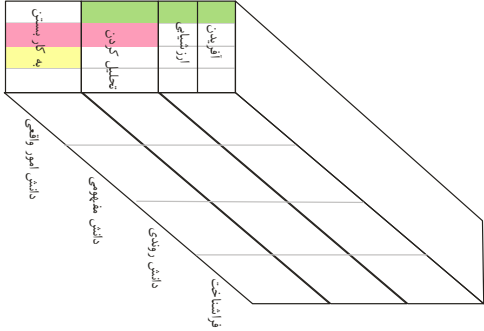 به کار بستن
تحلیل کردن
ارزشیابی
آفریدن
دانش امور واقعی
دانش مفهومی
دانش روندی
فراشناخت